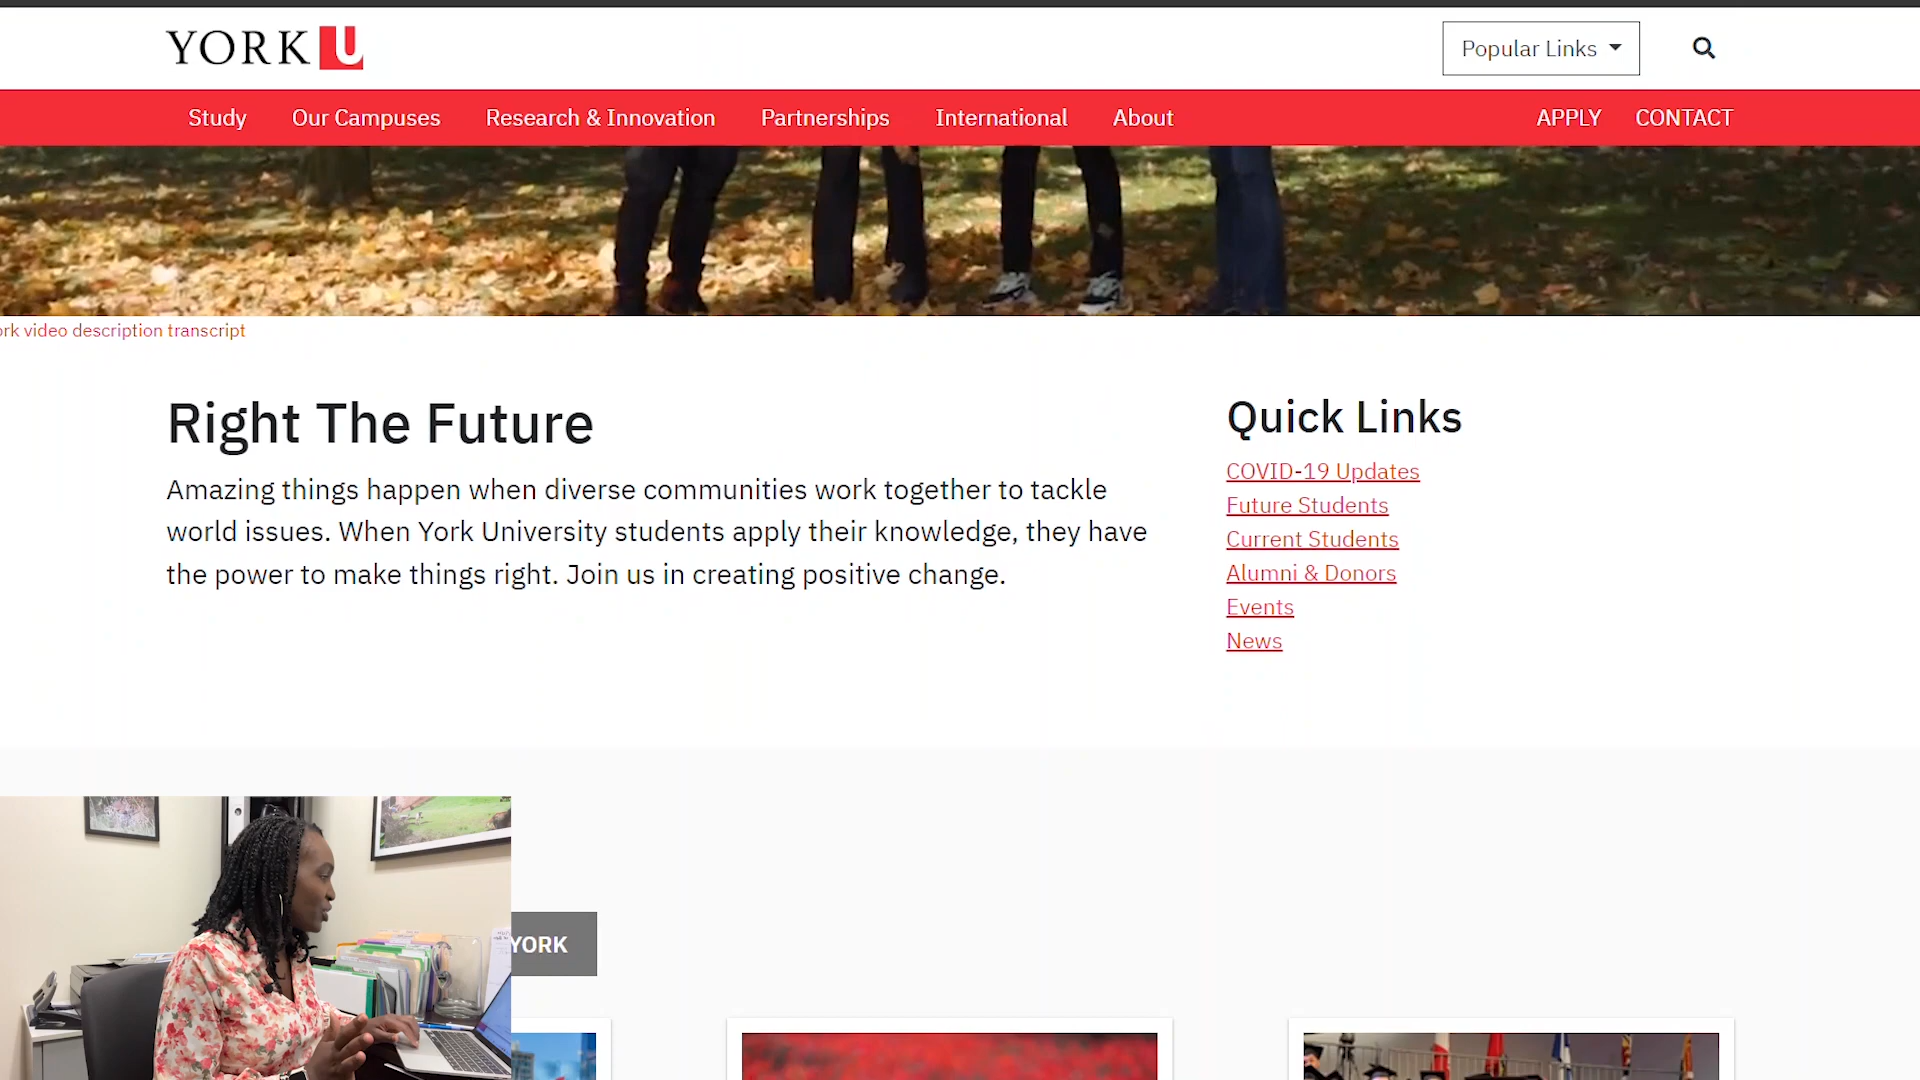 YORK U
Popular Links
Study Our Campuses Research & Innovation Partnerships International About APPLY CONTACT
video description transcript
Right The Future
Amazing things happen when diverse communities work together to tackle
world issues. When York University students apply their knowledge, they have
the power to make things right. Join us in creating positive change.
Quick Links
COVID-19 Updates
Future Students
Current Students
Alumni & Donors
Events
News
YORK